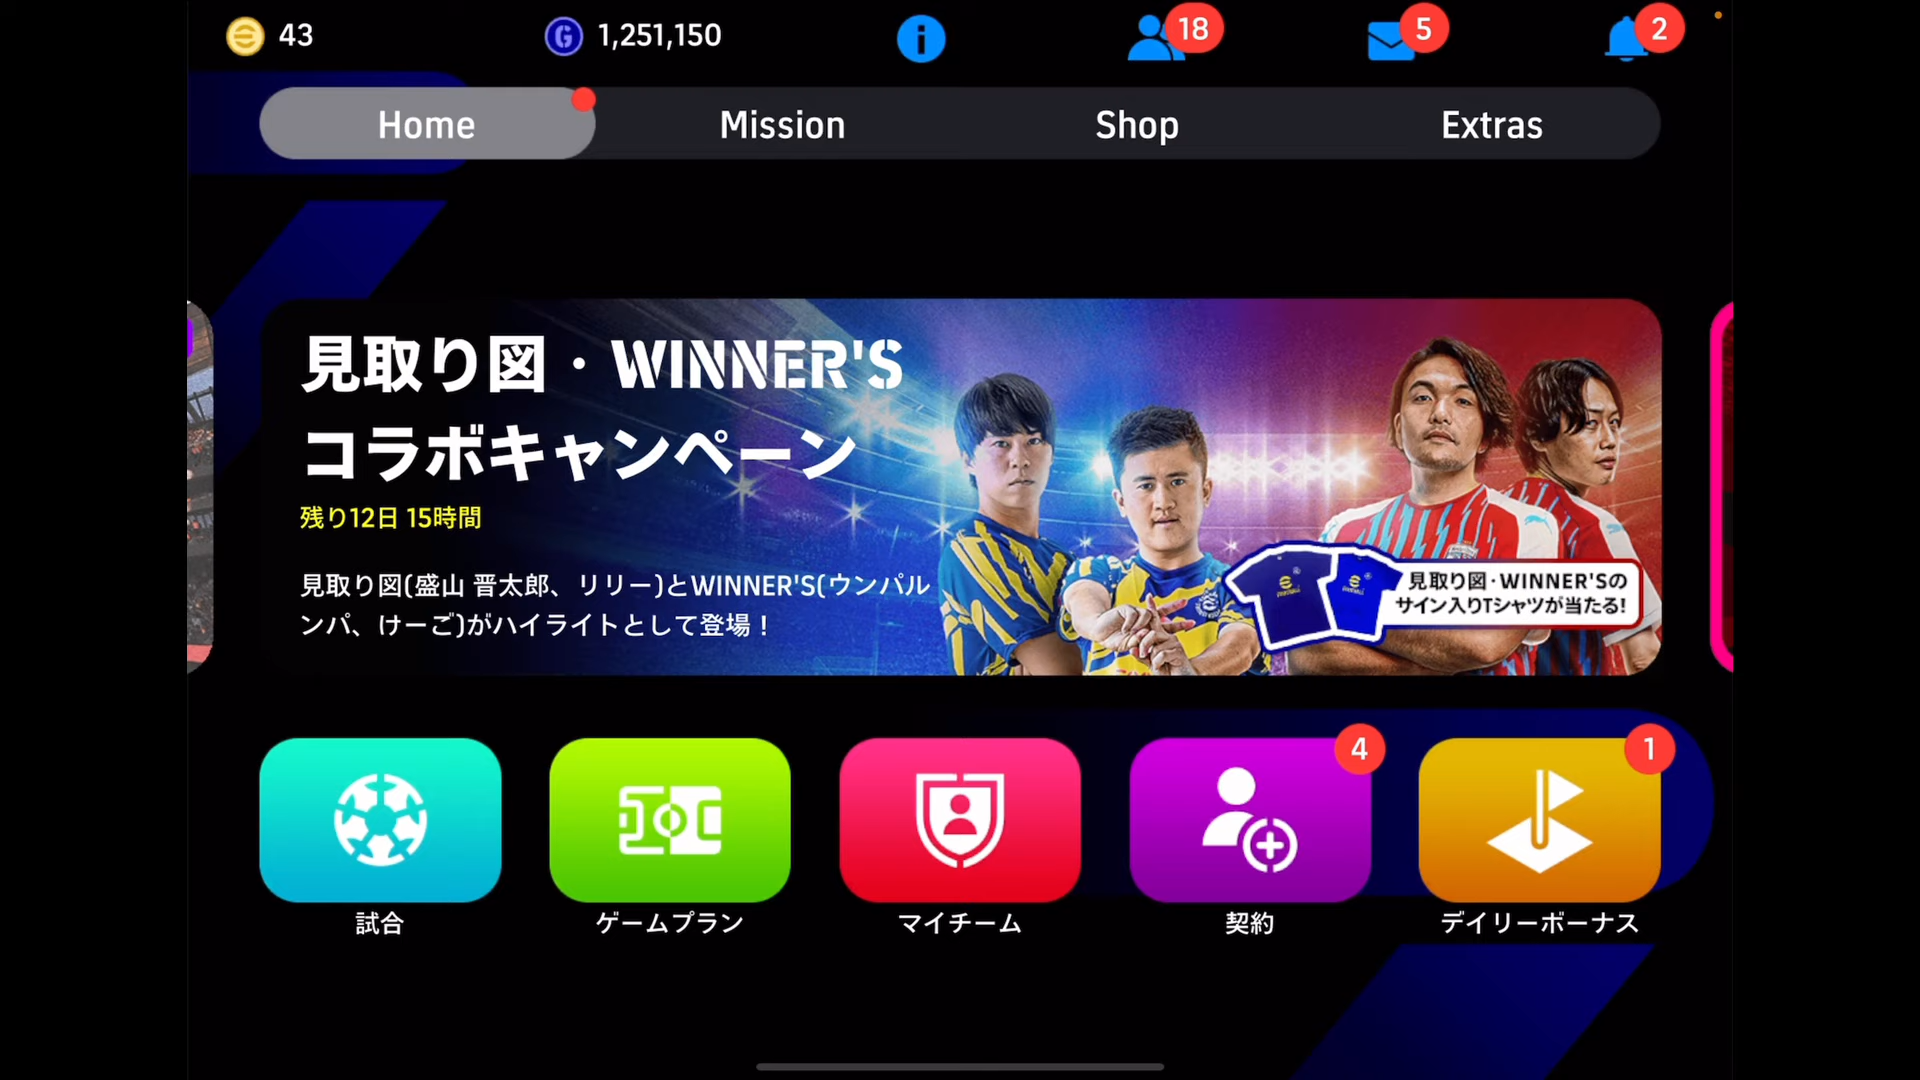 43
1,251,150
18
5
2
Home
Mission
Shop
Extras
見取り図・WINNER'S
コラボキャンペーン
残り12日 15時間
見取り図(盛山 晋太郎、リリー)とWINNER'S(ウンパル
ンパ、けーご)がハイライトとして登場！
見取り図・WINNER'Sの
サイン入りTシャツが当たる!
4
1
試合
ゲームプラン
マイチーム
契約
デイリーボーナス